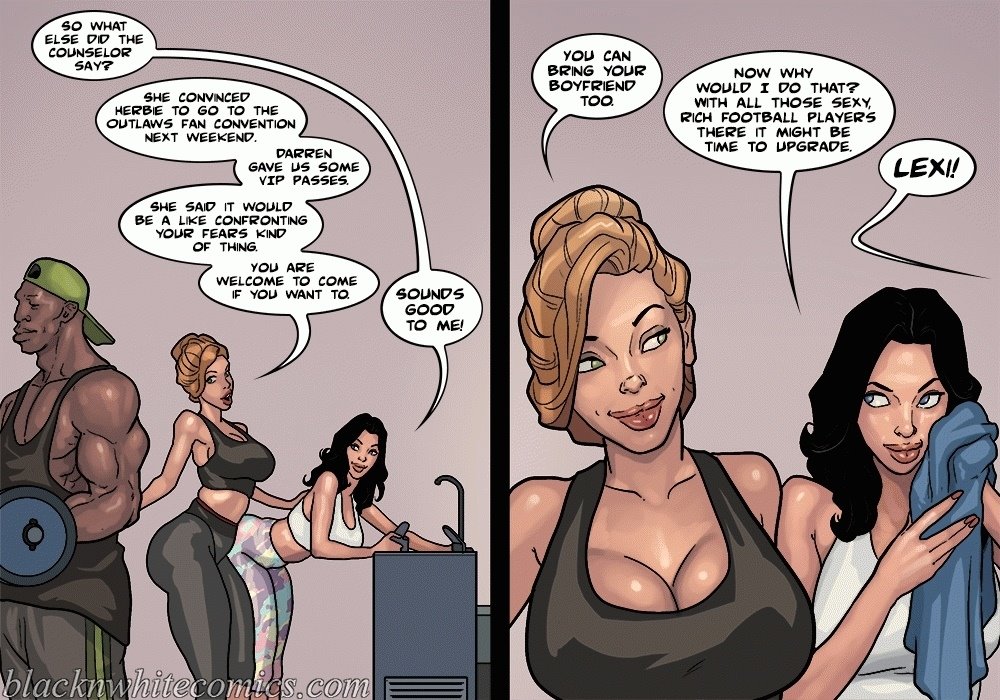 SO WHAT
ELSE DID THE
COUNSELOR
SAY?
SHE CONVINCED
HERBIE TO GO TO THE
OUTLAWS FAN CONVENTION
NEXT WEEKEND.
DARREN
GAVE US SOME
VIP PASSES.
SHE SAID IT WOULD
BE A LIKE CONFRONTING
YOUR FEARS KIND
OF THING.
YOU ARE
WELCOME TO COME
IF YOU WANT TO.
SOUNDS
GOOD
TO ME!
YOU CAN
BRING YOUR
BOYFRIEND
TOO.
NOW WHY
WOULD I DO THAT?
WITH ALL THOSE SEXY,
RICH FOOTBALL PLAYERS
THERE IT MIGHT BE
TIME TO UPGRADE.
LEXI!
blacknwhitecomics.com